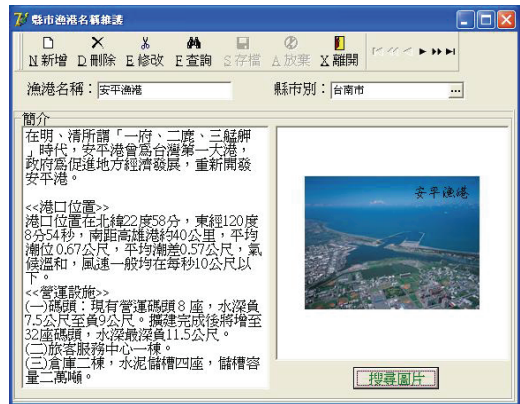 縣市漁港名稱維護
N新增 D刪除 E修改 F查詢 S存檔 A放棄 X離開
漁港名稱：安平漁港 縣市別：台南市 ...
簡介
在明、清所謂「一府、二鹿、三艋舺
」時代，安平港曾為台灣第一大港，
政府為促進地方經濟發展，重新開發
安平港。
<<港口位置>>
港口位置在北緯22度58分，東經120度
8分54秒，南距高雄港約40公里，平均
潮位0.67公尺，平均潮差0.57公尺，氣
候溫和，風速一般均在每秒10公尺以
下。
<<營運設施>>
(一)碼頭：現有營運碼頭8座，水深負
7.5公尺至負9公尺。擴建完成後將增至
32座碼頭，水深最深負11.5公尺。
(二)旅客服務中心一棟。
(三)倉庫二棟，水泥儲槽四座，儲槽容
量二萬噸。
安平漁港
搜尋圖片